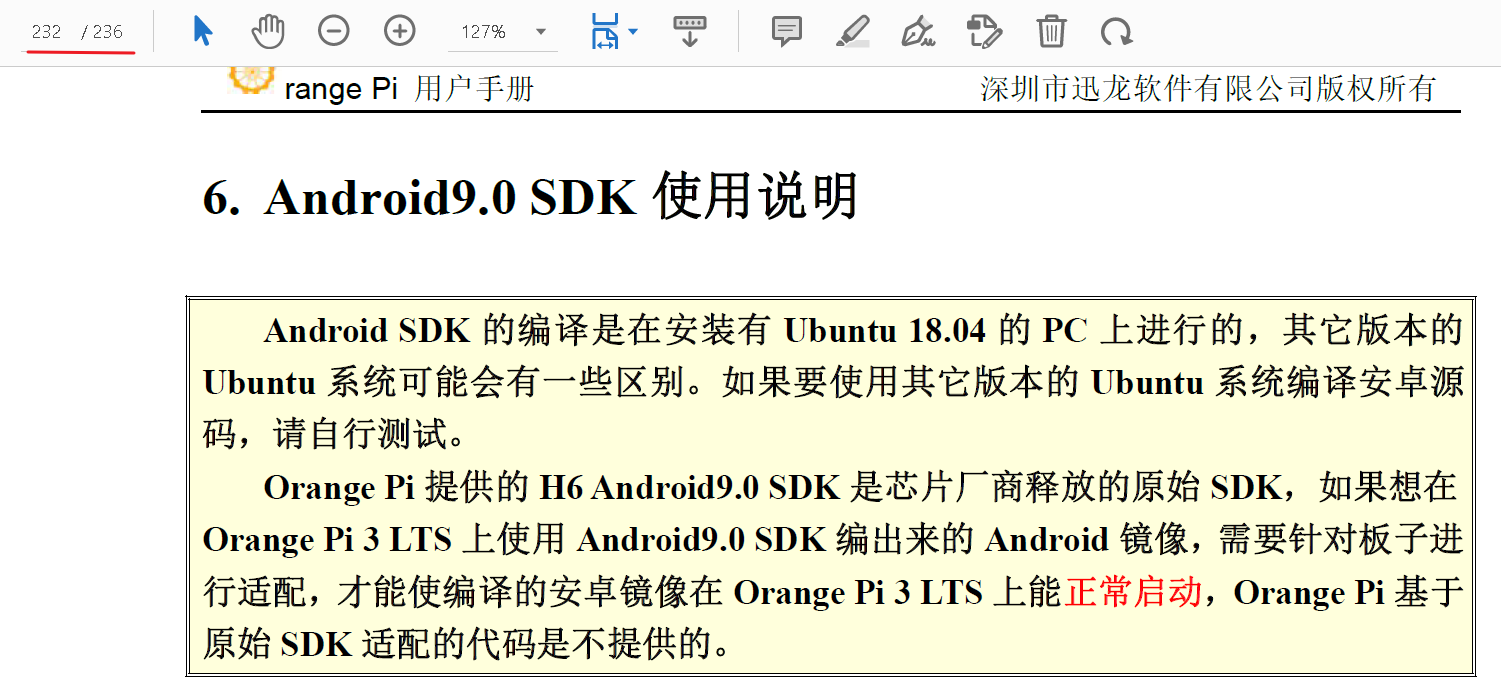 232 / 236
127%
range Pi 用户手册
深圳市迅龙软件有限公司版权所有
6. Android9.0 SDK 使用说明
Android SDK 的编译是在安装有 Ubuntu 18.04 的 PC 上进行的，其它版本的
Ubuntu 系统可能会有一些区别。如果要使用其它版本的 Ubuntu 系统编译安卓源
码，请自行测试。
Orange Pi 提供的 H6 Android9.0 SDK 是芯片厂商释放的原始 SDK，如果想在
Orange Pi 3 LTS 上使用 Android9.0 SDK 编出来的 Android 镜像，需要针对板子进
行适配，才能使编译的安卓镜像在 Orange Pi 3 LTS 上能正常启动，Orange Pi 基于
原始 SDK 适配的代码是不提供的。